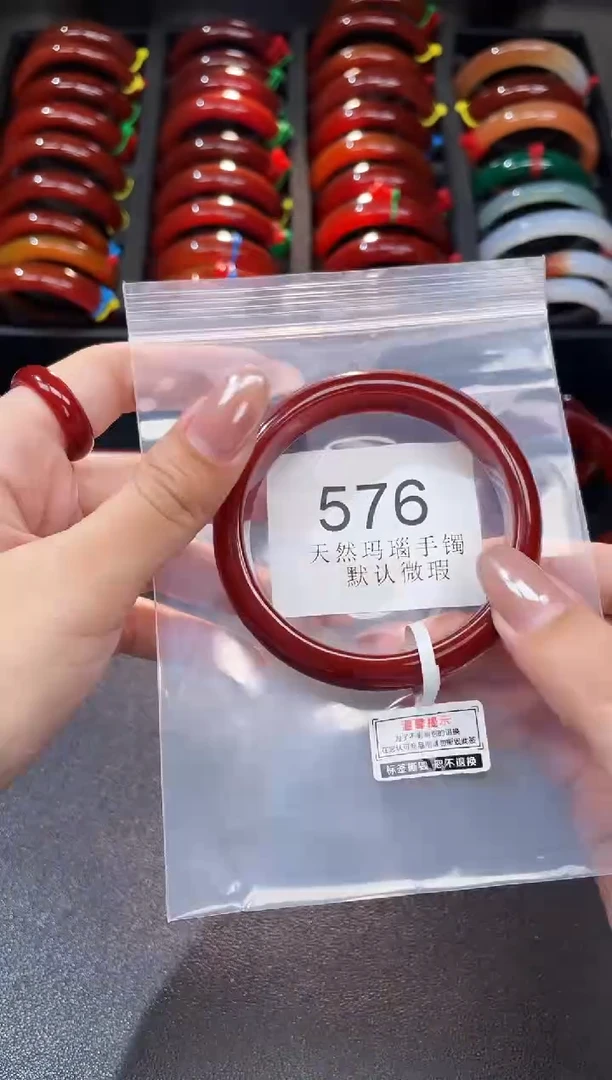 576
天然玛瑙手镯
默认微瑕
温馨提示
标签撕毁 恕不退换